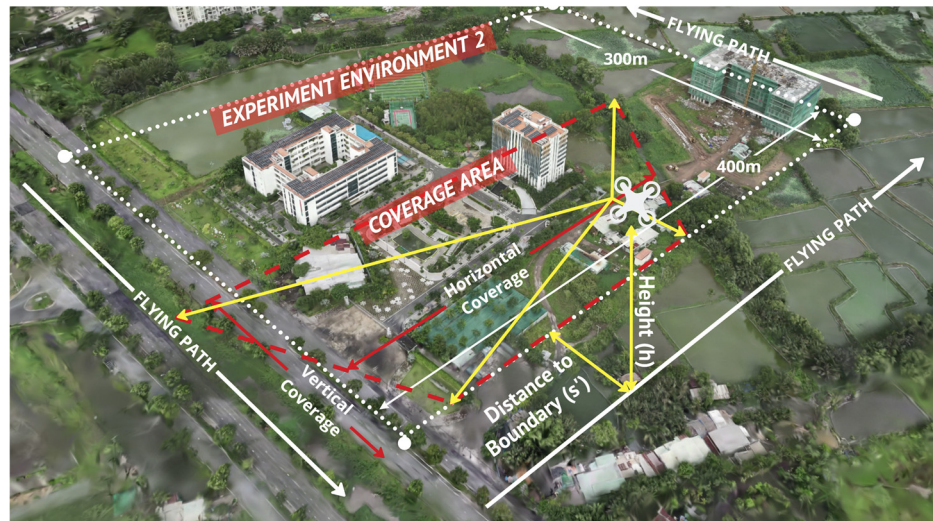 EXPERIMENT ENVIRONMENT 2
FLYING PATH
300m
400m
COVERAGE AREA
FLYING PATH
Horizontal
Coverage
Height (h)
FLYING PATH
Vertical
Coverage
Distance to
Boundary (s')